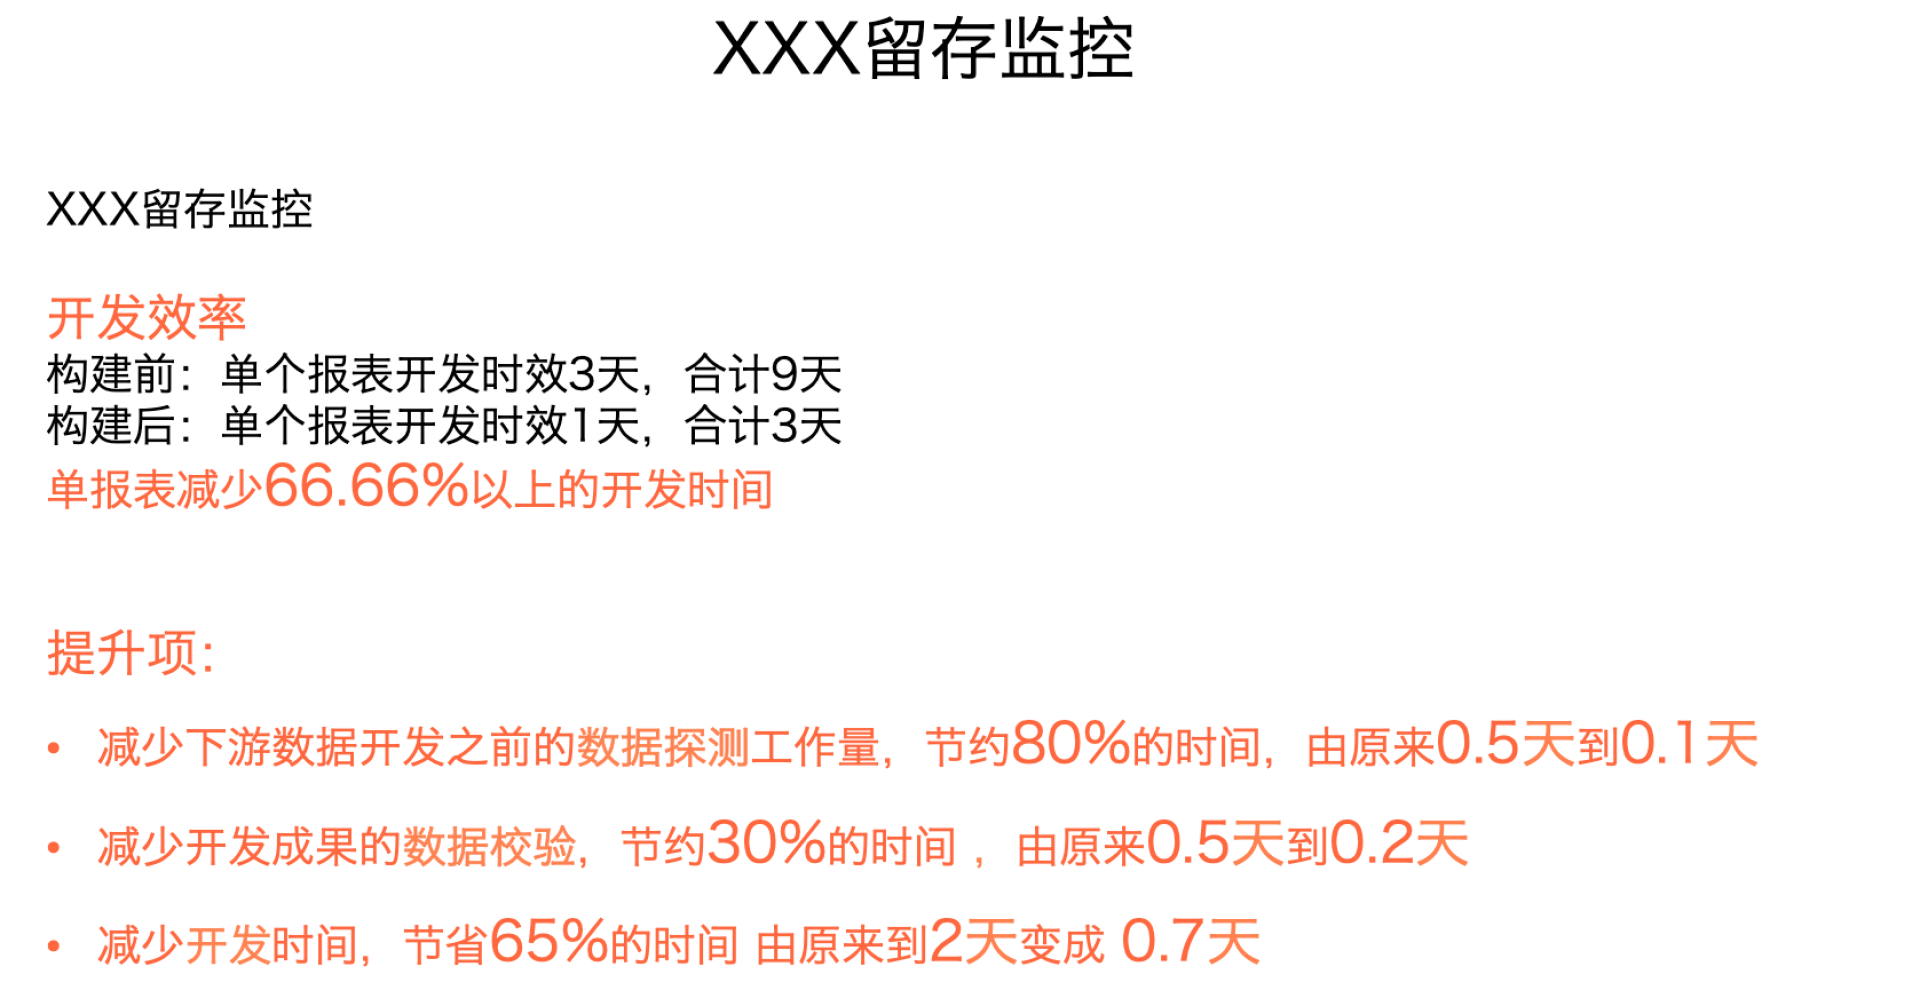 XXX留存监控
XXX留存监控
开发效率
构建前：单个报表开发时效3天，合计9天
构建后：单个报表开发时效1天，合计3天
单报表减少66.66%以上的开发时间
提升项：
• 减少下游数据开发之前的数据探测工作量，节约80%的时间，由原来0.5天到0.1天
• 减少开发成果的数据校验，节约30%的时间 ，由原来0.5天到0.2天
• 减少开发时间，节省65%的时间 由原来到2天变成 0.7天